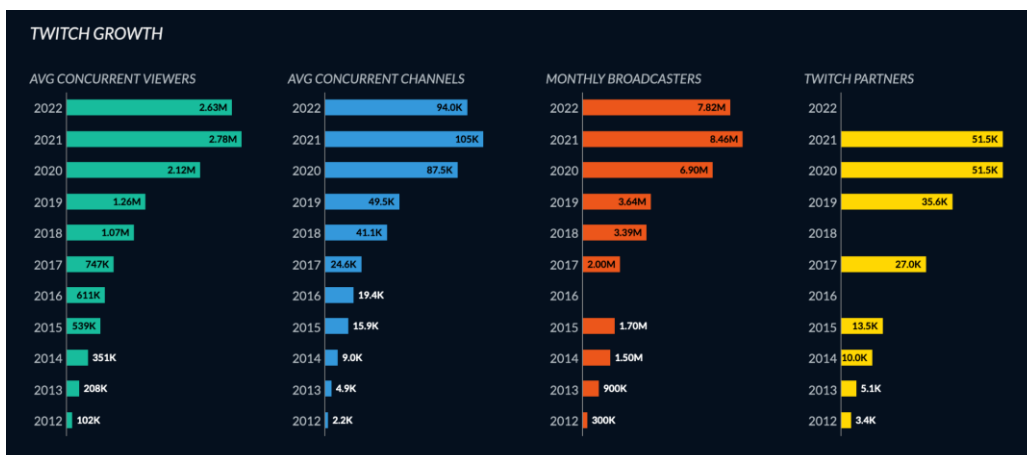 TWITCH GROWTH
AVG CONCURRENT VIEWERS
2022 2.63M
2021 2.78M
2020 2.12M
2019 1.26M
2018 1.07M
2017 747K
2016 611K
2015 539K
2014 351K
2013 208K
2012 102K
AVG CONCURRENT CHANNELS
2022 94.0K
2021 105K
2020 87.5K
2019 49.5K
2018 41.1K
2017 24.6K
2016 19.4K
2015 15.9K
2014 9.0K
2013 4.9K
2012 2.2K
MONTHLY BROADCASTERS
2022 7.82M
2021 8.46M
2020 6.90M
2019 3.64M
2018 3.39M
2017 2.00M
2016
2015 1.70M
2014 1.50M
2013 900K
2012 300K
TWITCH PARTNERS
2022
2021 51.5K
2020 51.5K
2019 35.6K
2018
2017 27.0K
2016
2015 13.5K
2014 10.0K
2013 5.1K
2012 3.4K